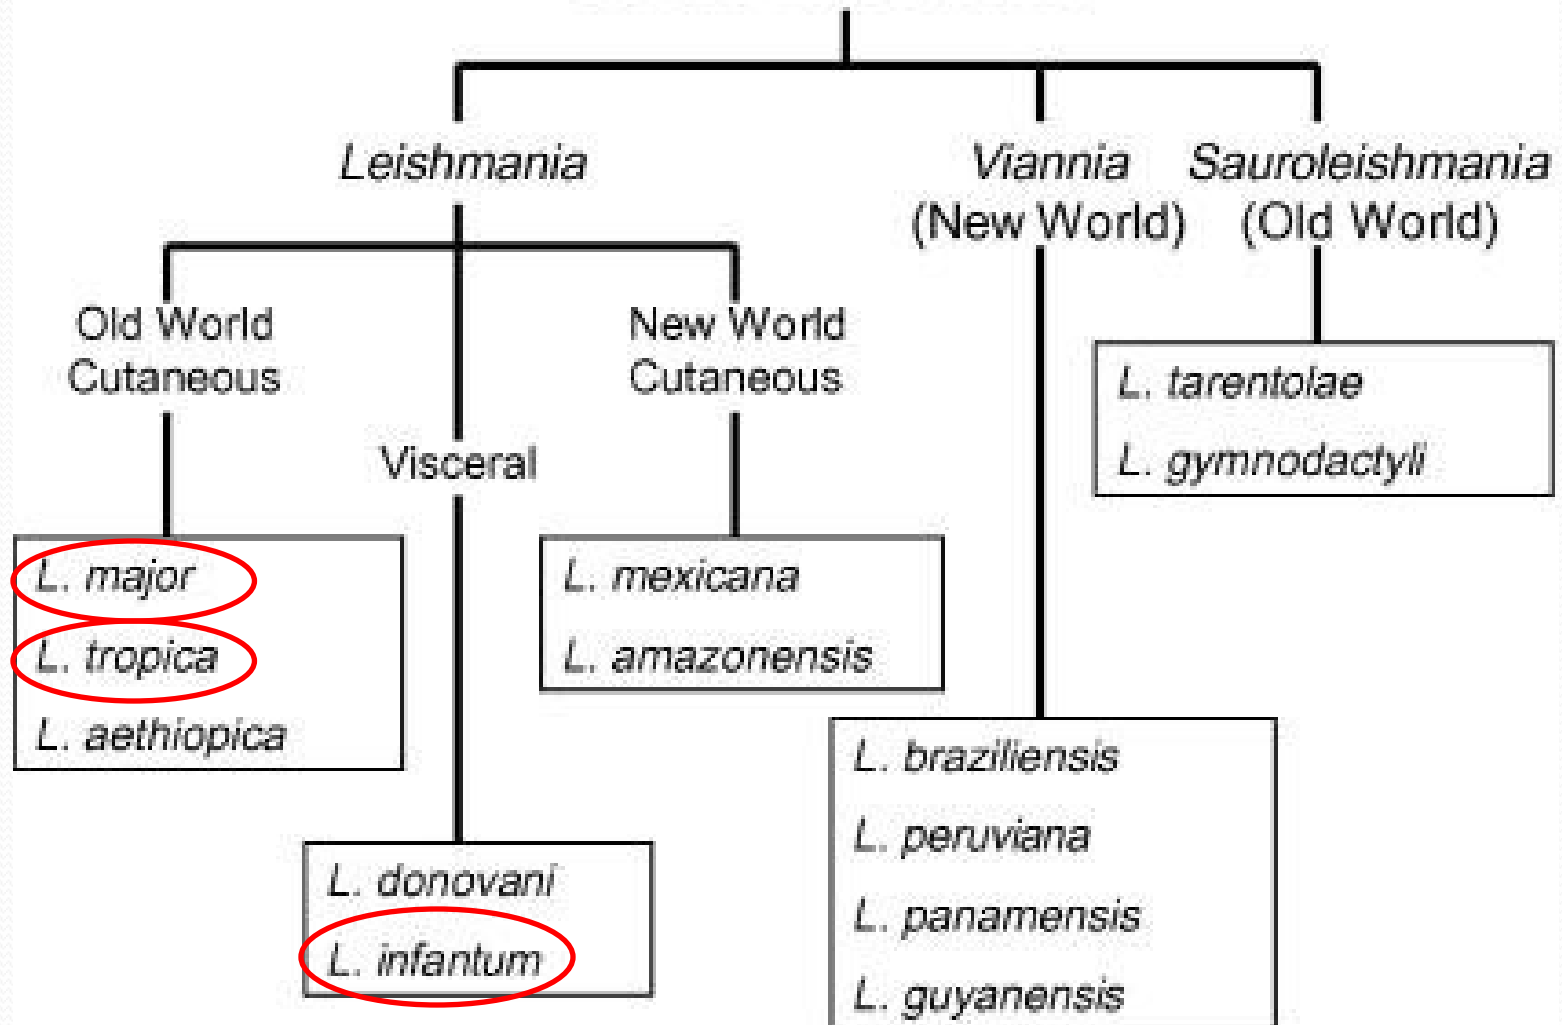 Leishmania
Viannia
(New World)
Sauroleishmania
(Old World)
Old World
Cutaneous
Visceral
New World
Cutaneous
L. tarentolae
L. gymnodactyli
L. major
L. tropica
L. aethiopica
L. mexicana
L. amazonensis
L. donovani
L. infantum
L. braziliensis
L. peruviana
L. panamensis
L. guyanensis